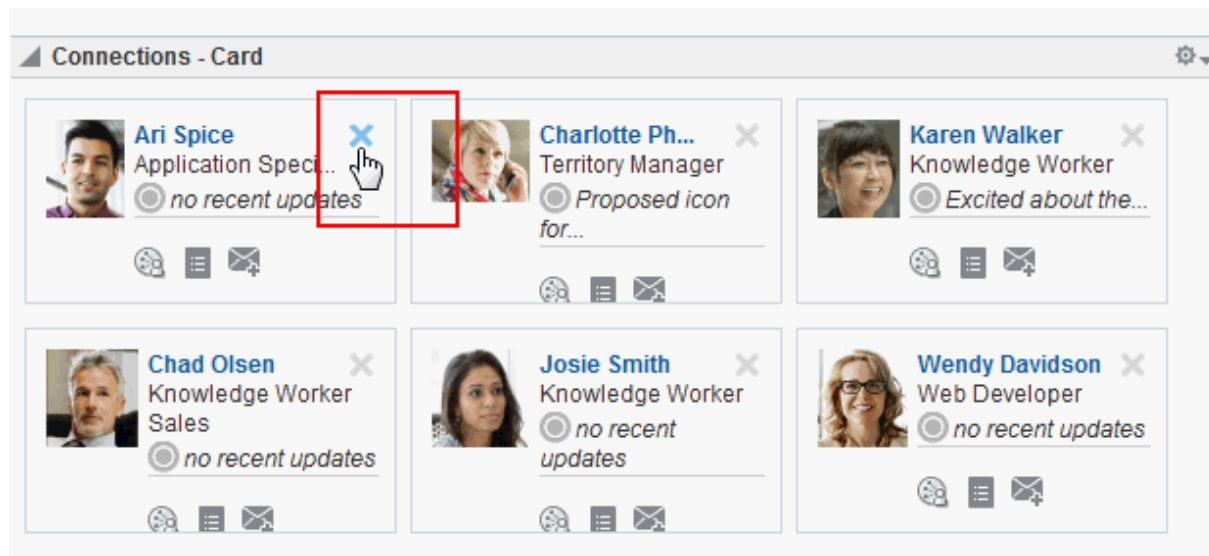 Connections - Card
Ari Spice
Application Speci...
no recent updates
Charlotte Ph...
Territory Manager
Proposed icon
for...
Karen Walker
Knowledge Worker
Excited about the...
Chad Olsen
Knowledge Worker
Sales
no recent updates
Josie Smith
Knowledge Worker
no recent
updates
Wendy Davidson
Web Developer
no recent updates